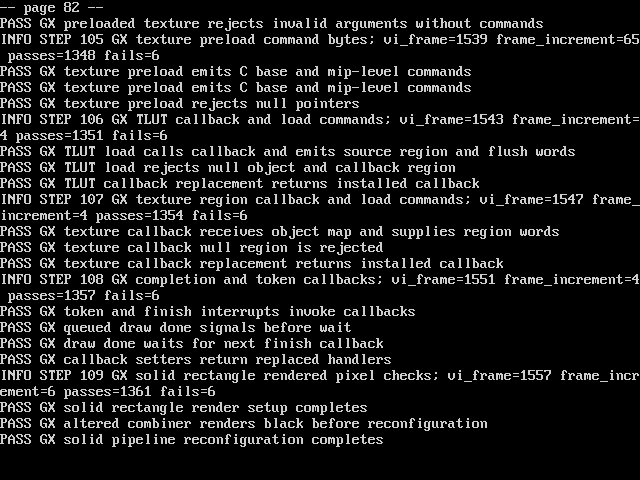 -- page 82 --
PASS GX preloaded texture rejects invalid arguments without commands
INFO STEP 105 GX texture preload command bytes; vi_frame=1539 frame_increment=65
 passes=1348 fails=6
PASS GX texture preload emits C base and mip-level commands
PASS GX texture preload emits C base and mip-level commands
PASS GX texture preload rejects null pointers
INFO STEP 106 GX TLUT callback and load commands; vi_frame=1543 frame_increment=
4 passes=1351 fails=6
PASS GX TLUT load calls callback and emits source region and flush words
PASS GX TLUT load rejects null object and callback region
PASS GX TLUT callback replacement returns installed callback
INFO STEP 107 GX texture region callback and load commands; vi_frame=1547 frame_
increment=4 passes=1354 fails=6
PASS GX texture callback receives object map and supplies region words
PASS GX texture callback null region is rejected
PASS GX texture callback replacement returns installed callback
INFO STEP 108 GX completion and token callbacks; vi_frame=1551 frame_increment=4
 passes=1357 fails=6
PASS GX token and finish interrupts invoke callbacks
PASS GX queued draw done signals before wait
PASS GX draw done waits for next finish callback
PASS GX callback setters return replaced handlers
INFO STEP 109 GX solid rectangle rendered pixel checks; vi_frame=1557 frame_incr
ement=6 passes=1361 fails=6
PASS GX solid rectangle render setup completes
PASS GX altered combiner renders black before reconfiguration
PASS GX solid pipeline reconfiguration completes